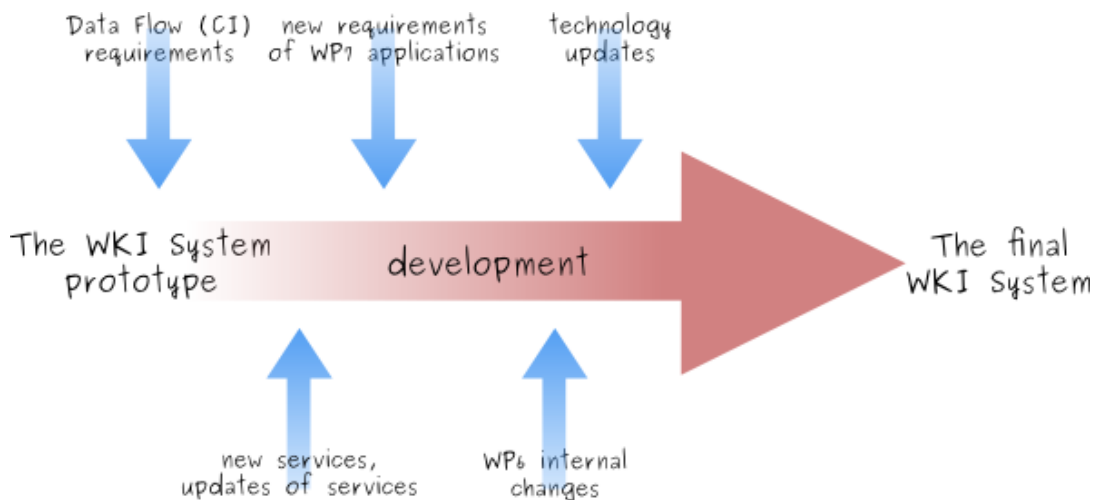 Data Flow (CI)
requirements
new requirements
of WP7 applications
technology
updates
The WKI System
prototype
development
The final
WKI System
new services,
updates of services
WP6 internal
changes